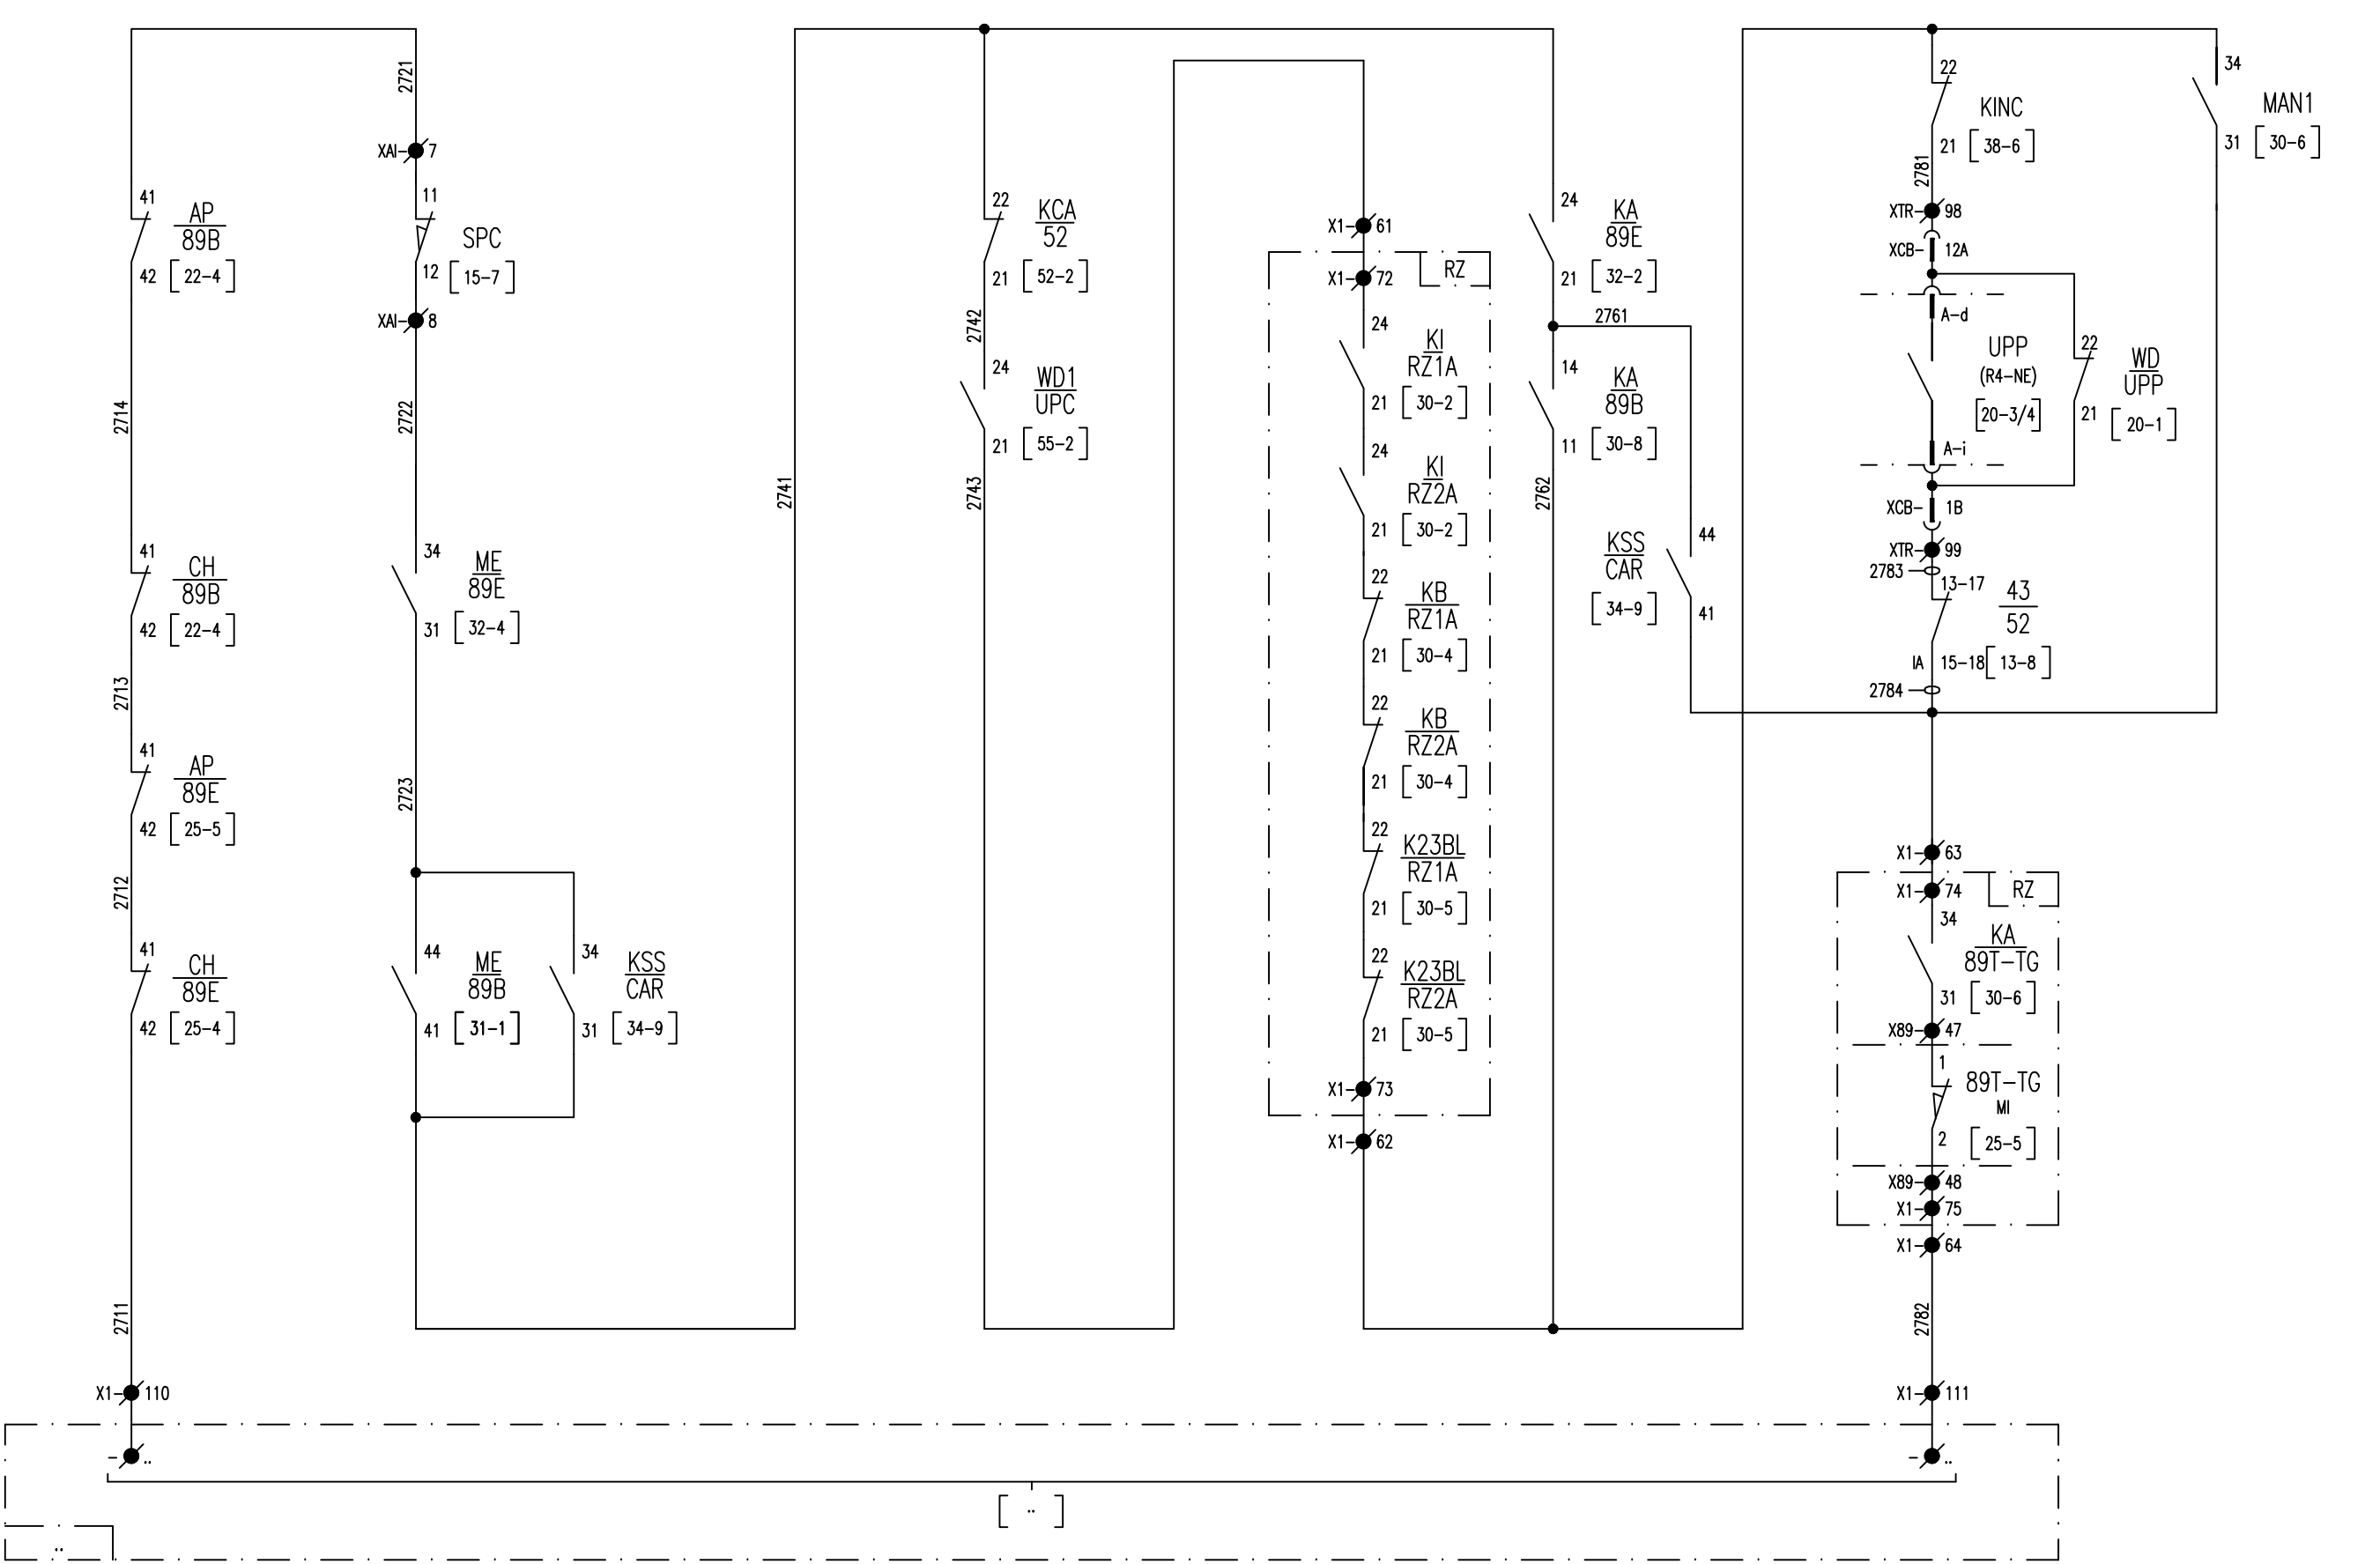 2721
XAI- 7
11
SPC
12 [15-7]
XAI- 8
41
AP
89B
42 [22-4]
2714
2722
41
CH
89B
42 [22-4]
34
ME
89E
31 [32-4]
2713
41
AP
89E
42 [25-5]
2723
2712
41
CH
89E
42 [25-4]
44
ME
89B
41 [31-1]
34
KSS
CAR
31 [34-9]
2711
X1- 110
- ..
2741
22
KCA
52
21 [52-2]
2742
24
WD1
UPC
21 [55-2]
2743
X1- 61
RZ
X1- 72
24
KI
RZ1A
21 [30-2]
24
KI
RZ2A
21 [30-2]
22
KB
RZ1A
21 [30-4]
22
KB
RZ2A
21 [30-4]
22
K23BL
RZ1A
21 [30-5]
22
K23BL
RZ2A
21 [30-5]
X1- 73
X1- 62
24
KA
89E
21 [32-2]
2761
14
KA
89B
11 [30-8]
2762
44
KSS
CAR
[34-9] 41
22
KINC
21 [38-6]
2781
XTR- 98
XCB- 12A
A-d
UPP
(R4-NE)
[20-3/4]
A-i
22
WD
UPP
21 [20-1]
XCB- 1B
XTR- 99
2783
13-17
43
52
IA 15-18 [13-8]
2784
34
MAN1
31 [30-6]
X1- 63
RZ
X1- 74
34
KA
89T-TG
31 [30-6]
X89- 47
1
89T-TG
MI
2 [25-5]
X89- 48
X1- 75
X1- 64
2782
X1- 111
- ..
[ .. ]
..